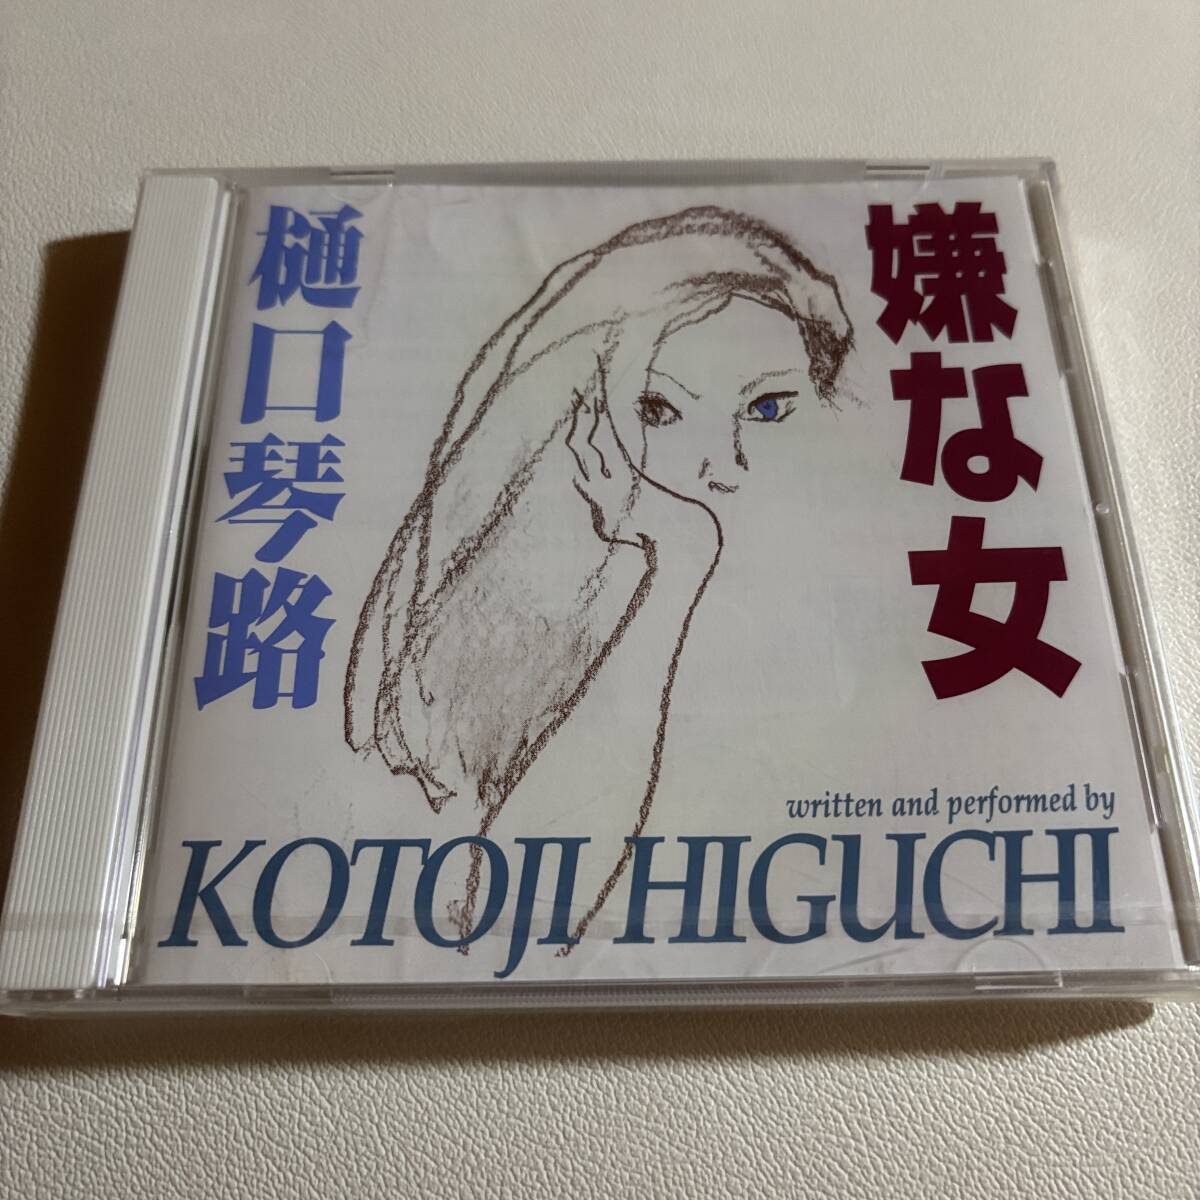 嫌な女
樋口琴路
written and performed by
KOTOJI HIGUCHI